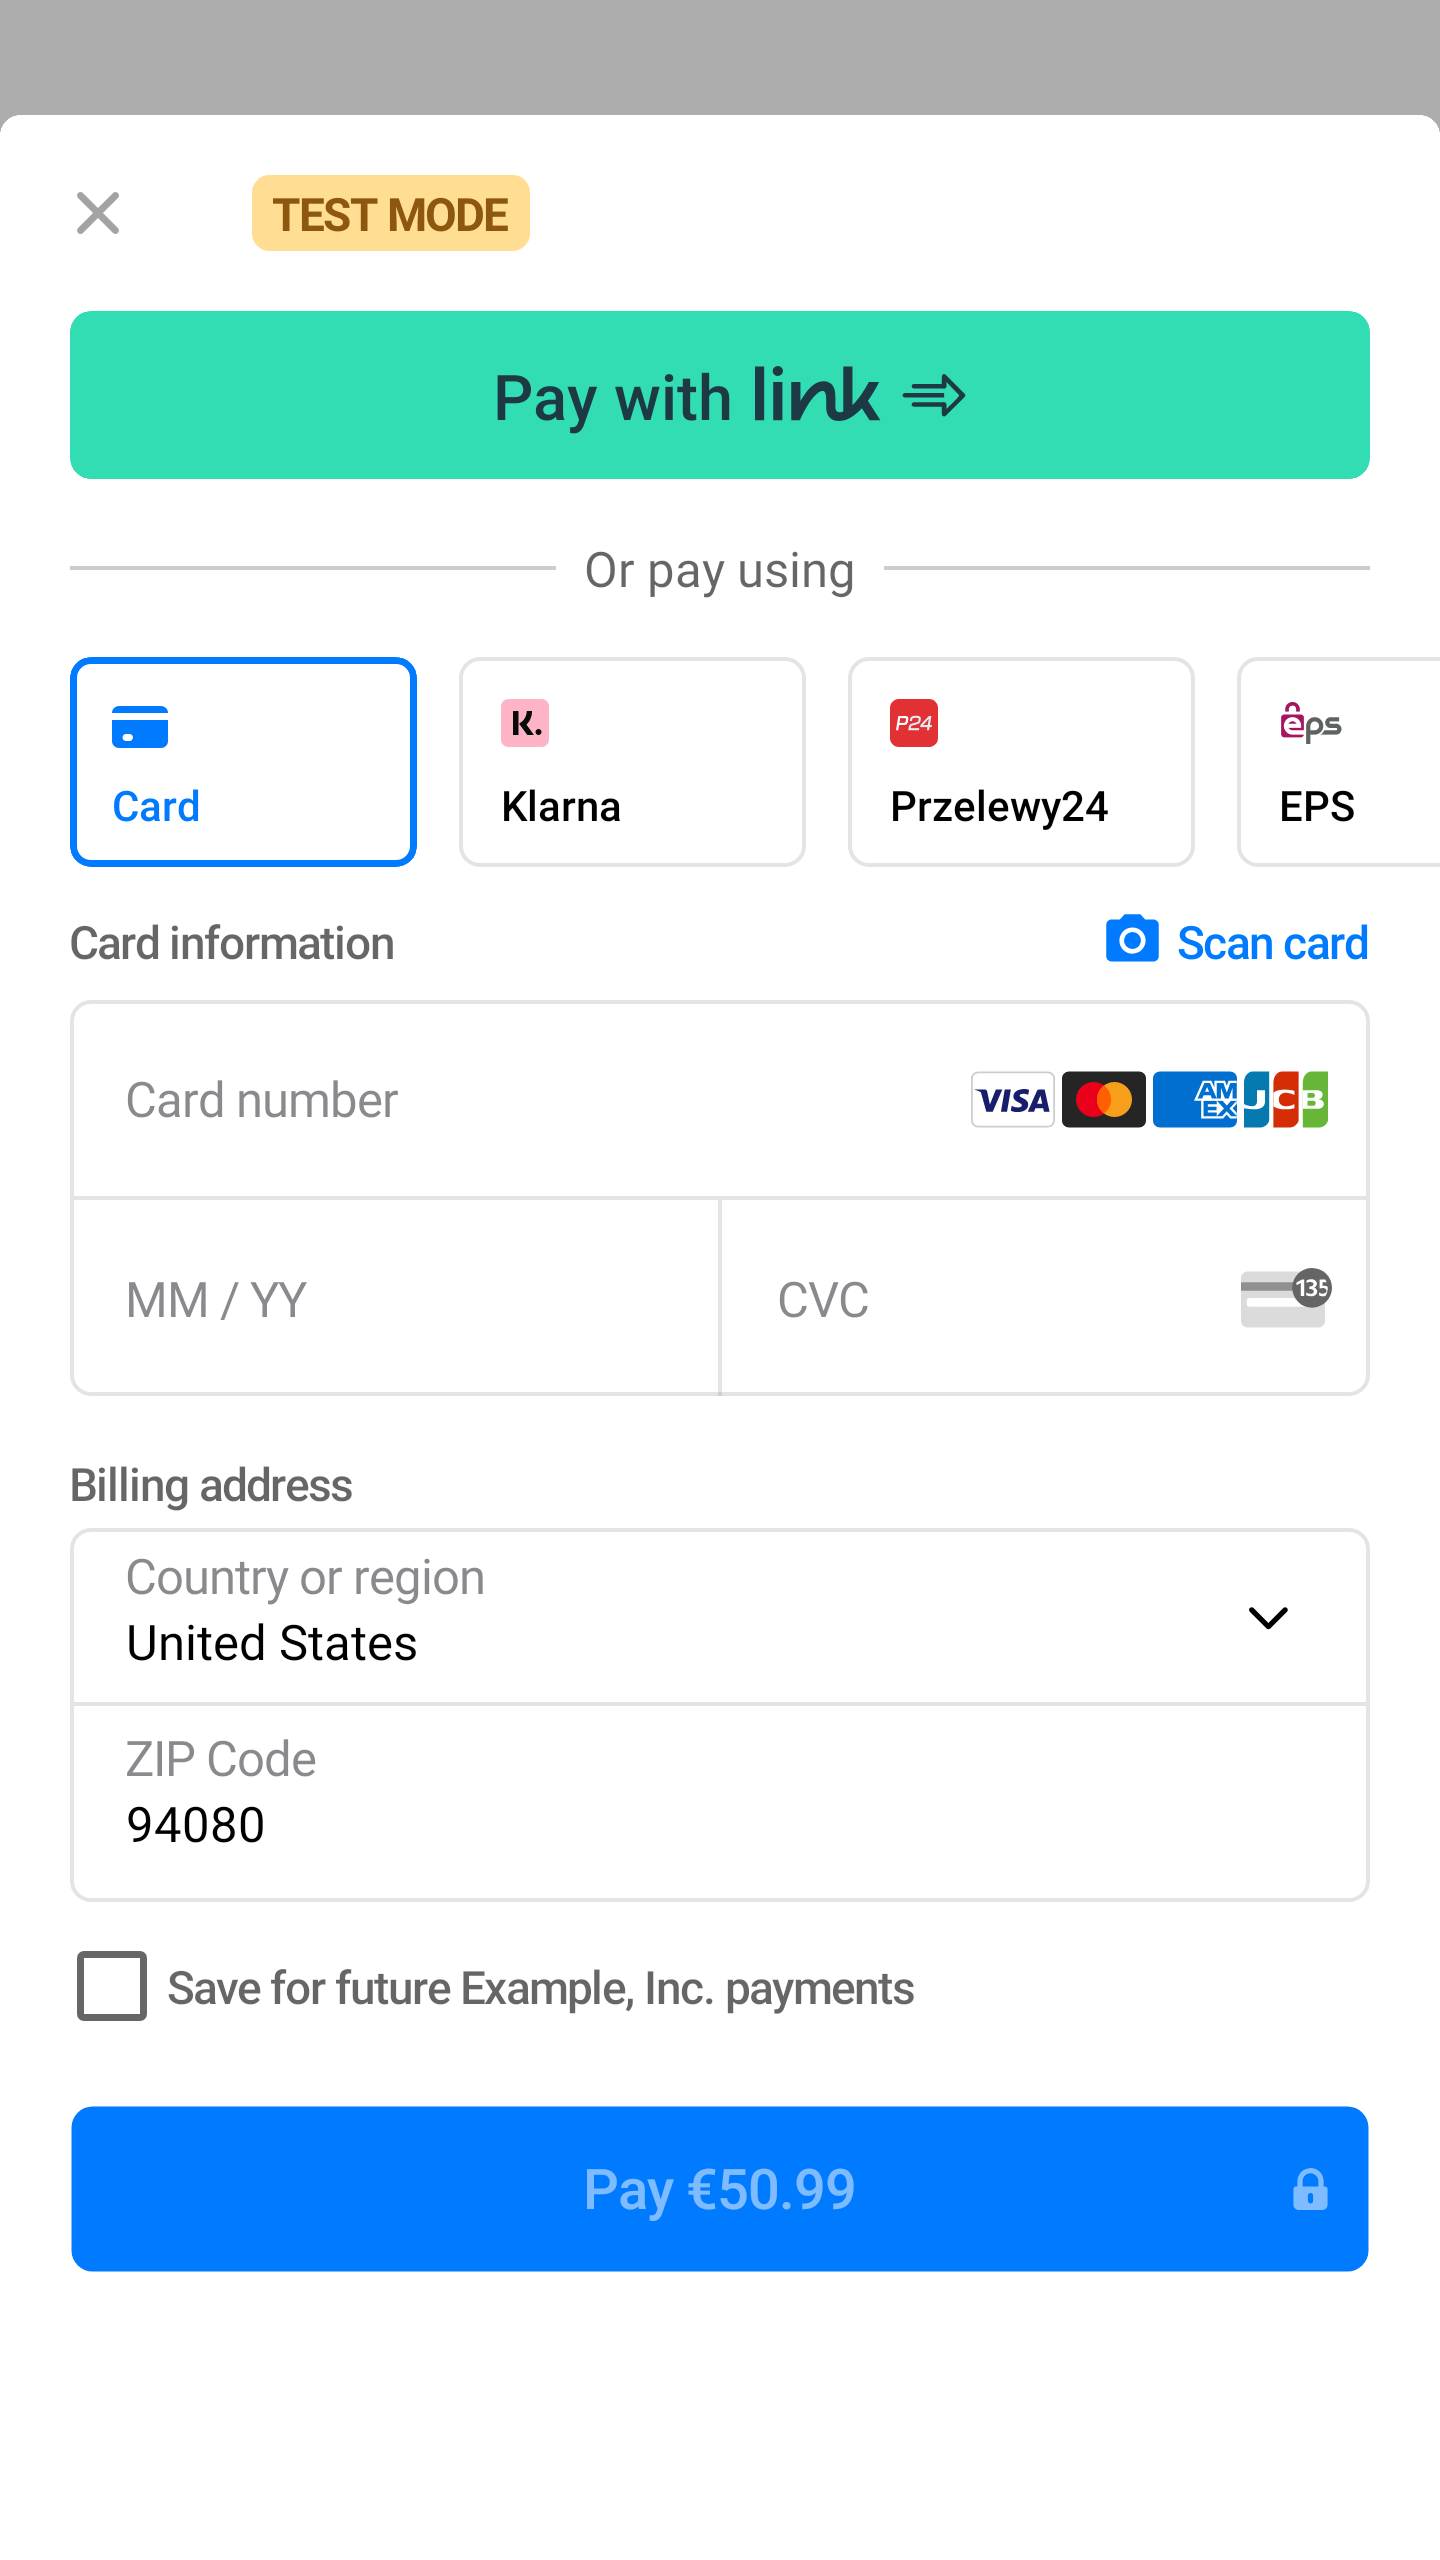 TEST MODE
Pay with link
Or pay using
K.
P24
eps
Card
Klarna
Przelewy24
EPS
Card information
Scan card
Card number
VISA
AM
EX
JCB
MM / YY
CVC
135
Billing address
Country or region
United States
ZIP Code
94080
Save for future Example, Inc. payments
Pay €50.99